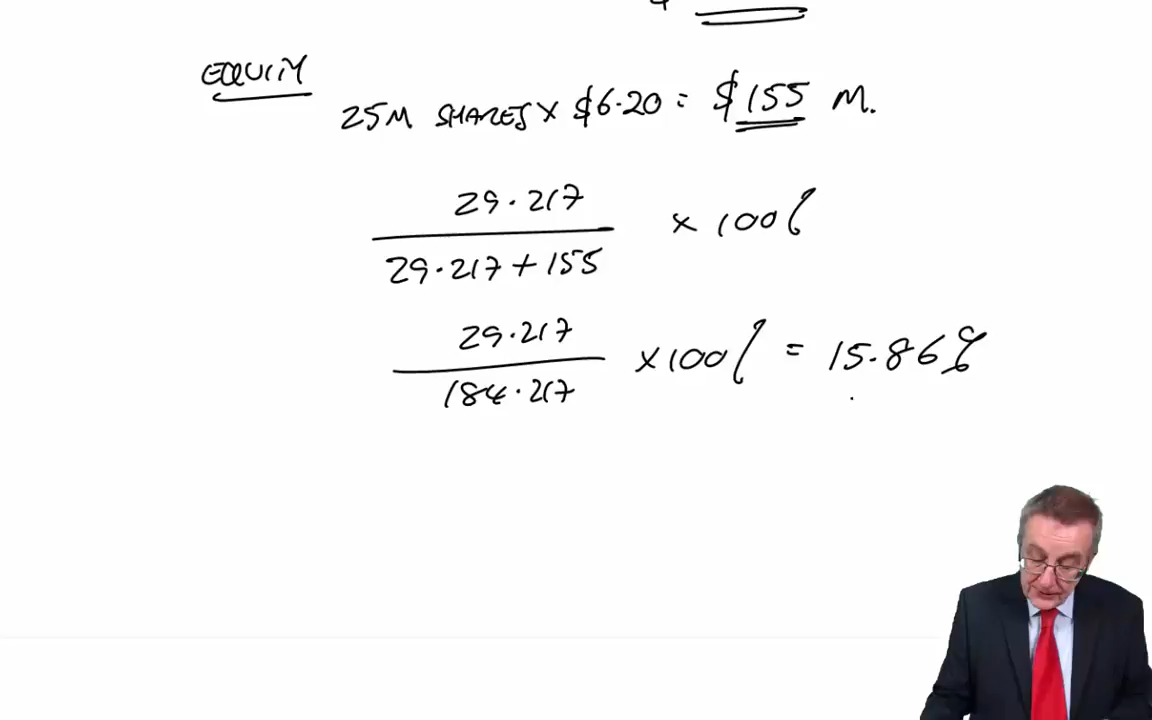 EQUITY
25M SHARES × $6.20 = $155 M.
29.217
29.217 + 155
× 100%
29.217
184.217
× 100% = 15.86%